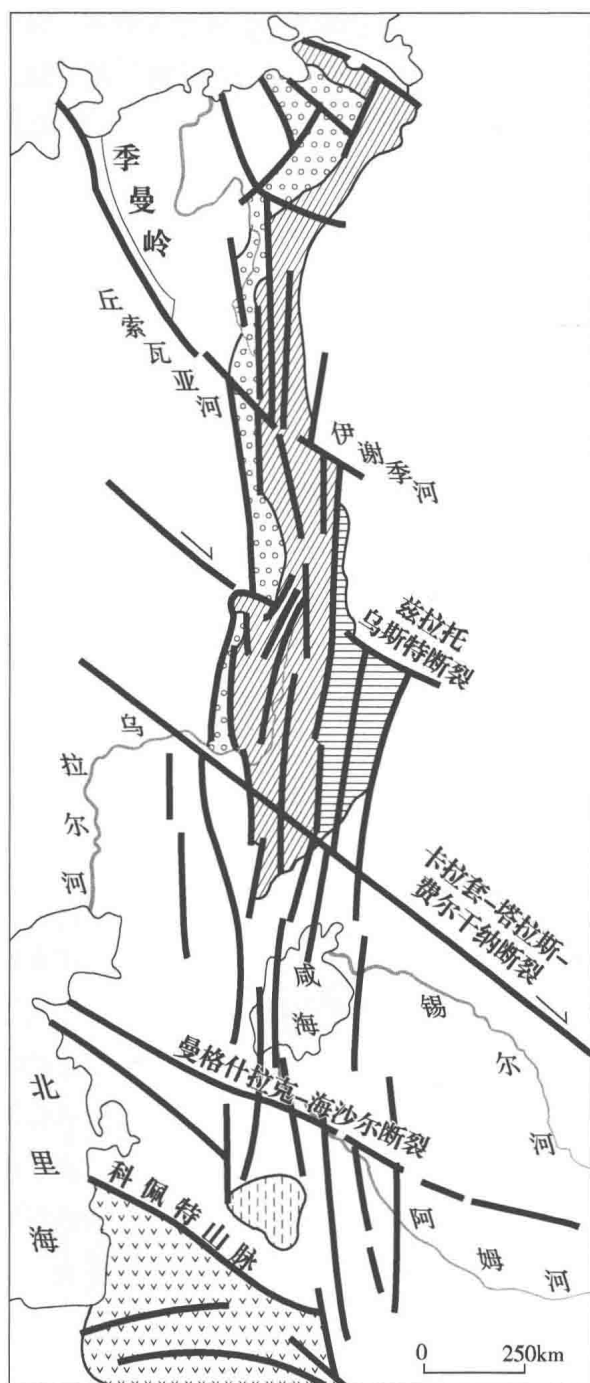 季曼岭
丘索瓦亚河
伊谢季河
兹拉托
乌斯特断裂
乌拉尔河
卡拉套-塔拉斯-
费尔干纳断裂
咸海
锡尔河
曼格什拉克-海沙尔断裂
北里海
科佩特山脉
阿姆河
0 250km